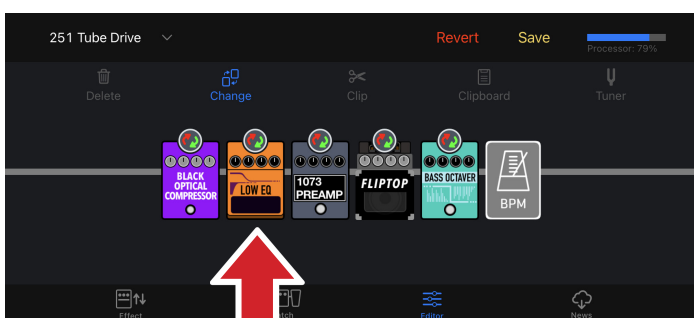 251 Tube Drive
Revert
Save
Processor: 79%
Delete
Change
Clip
Clipboard
Tuner
BLACK
OPTICAL
COMPRESSOR
LOW EQ
1073
PREAMP
FLIPTOP
BASS OCTAVER
BPM
Effect
Editor
News